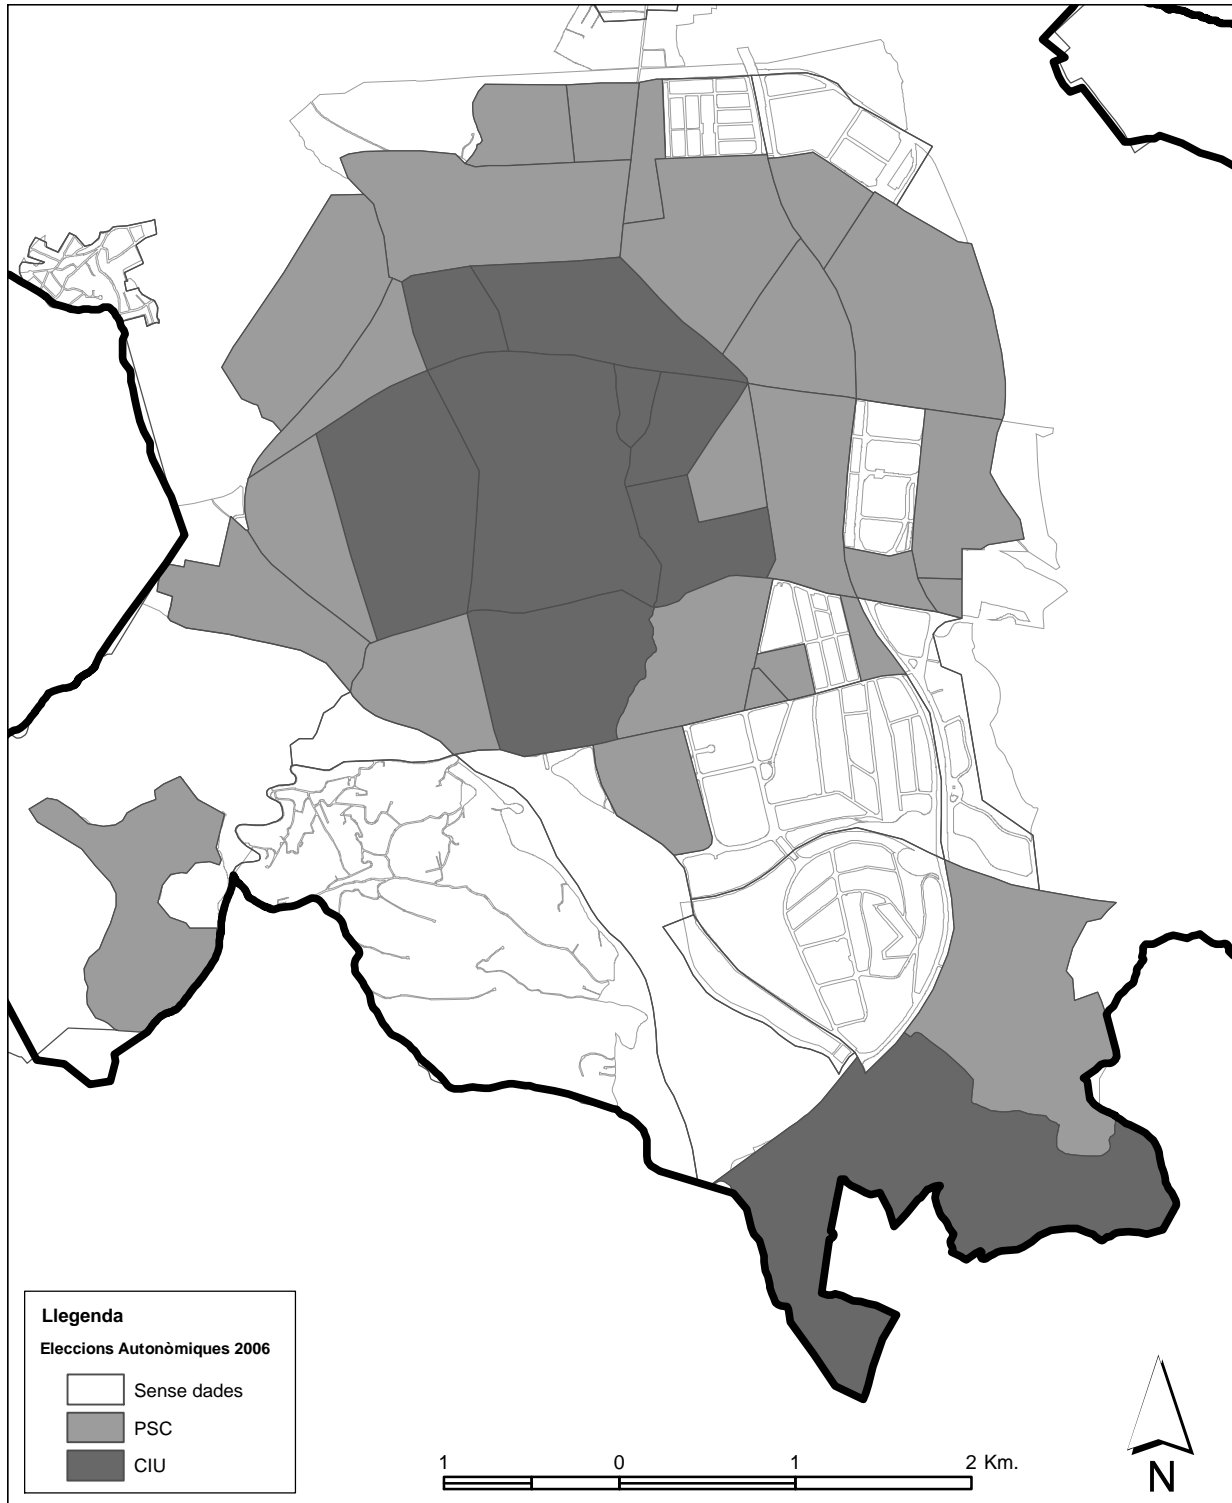 Llegenda
Eleccions Autonòmiques 2006
Sense dades
PSC
CIU
1 0 1 2 Km.
N